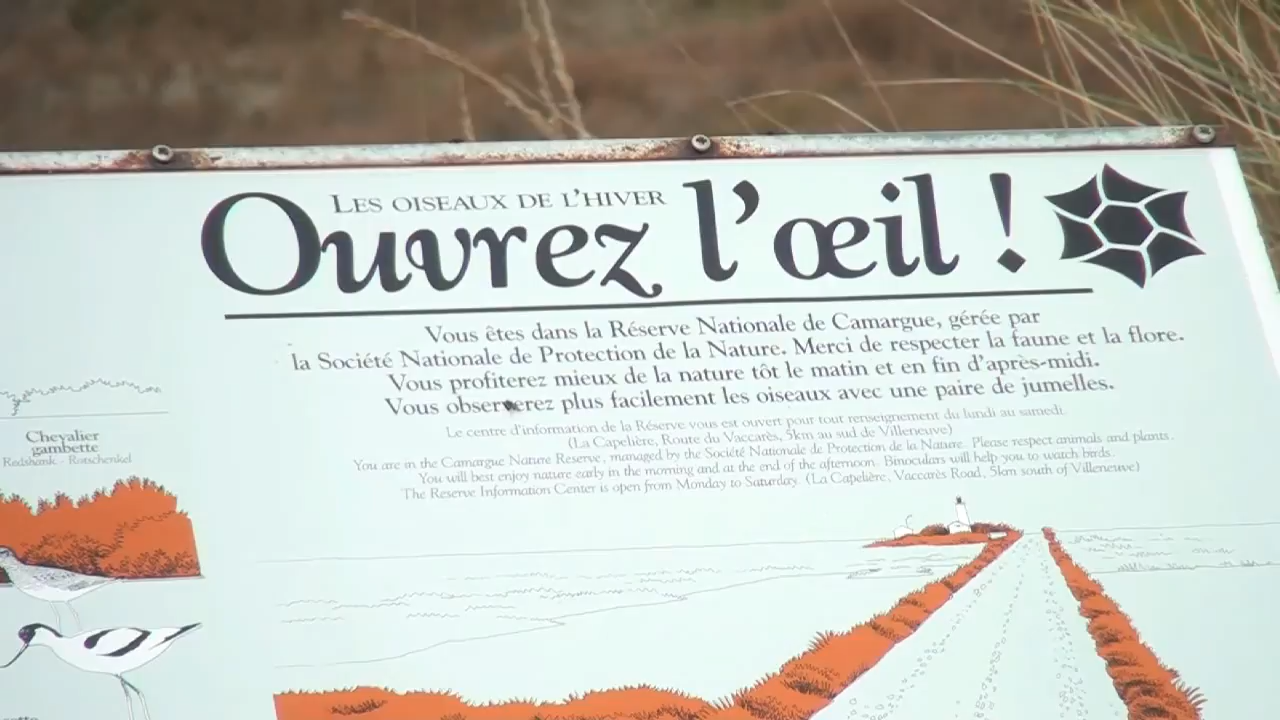 LES OISEAUX DE L'HIVER
Ouvrez l'œil !
Vous êtes dans la Réserve Nationale de Camargue, gérée par
la Société Nationale de Protection de la Nature. Merci de respecter la faune et la flore.
Vous profiterez mieux de la nature tôt le matin et en fin d'après-midi.
Vous observerez plus facilement les oiseaux avec une paire de jumelles.
Le centre d'information de la Réserve vous est ouvert pour tout renseignement du lundi au samedi.
(La Capelière, Route du Vaccarès, 5km au sud de Villeneuve)
You are in the Camargue Nature Reserve, managed by the Société Nationale de Protection de la Nature. Please respect animals and plants.
You will best enjoy nature early in the morning and at the end of the afternoon. Binoculars will help you to watch birds.
The Reserve Information Center is open from Monday to Saturday. (La Capelière, Vaccarès Road, 5km south of Villeneuve)
Chevalier
gambette
Redshank - Rotschenkel